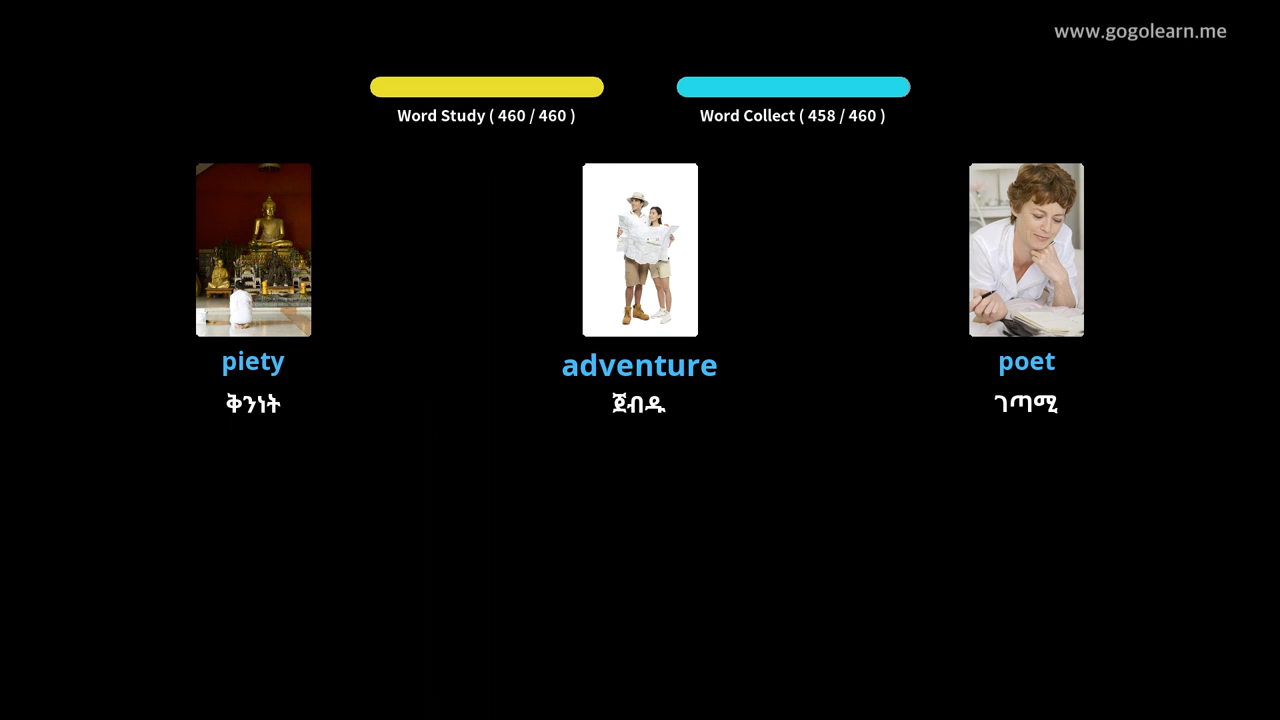 www.gogolearn.me
Word Study ( 460 / 460 )
Word Collect ( 458 / 460 )
piety
adventure
poet
ቅንነት
ጀብዱ
ገጣሚ